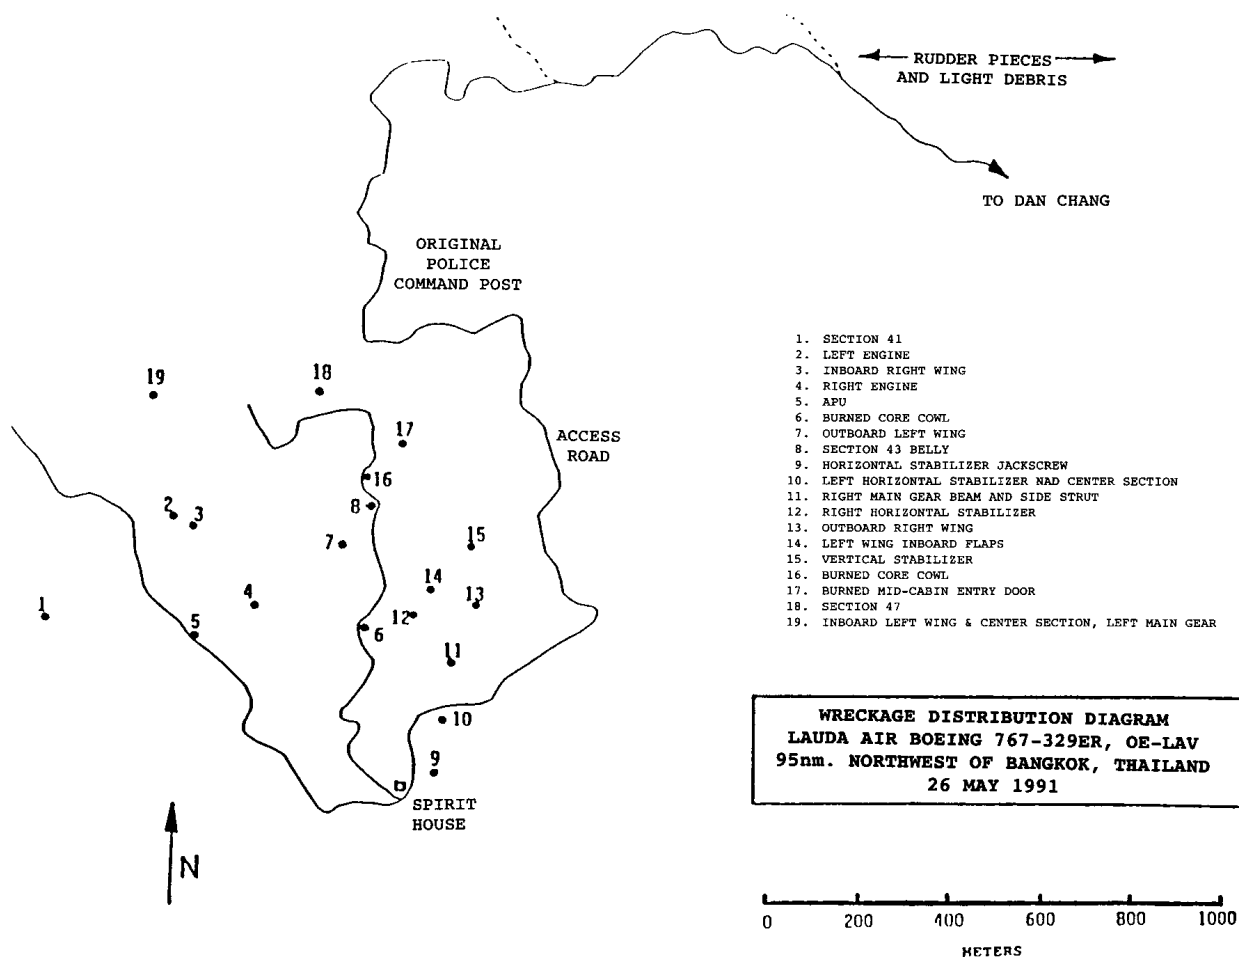 RUDDER PIECES
AND LIGHT DEBRIS
TO DAN CHANG
ORIGINAL
POLICE
COMMAND POST
1. SECTION 41
2. LEFT ENGINE
3. INBOARD RIGHT WING
4. RIGHT ENGINE
5. APU
6. BURNED CORE COWL
7. OUTBOARD LEFT WING
8. SECTION 43 BELLY
9. HORIZONTAL STABILIZER JACKSCREW
10. LEFT HORIZONTAL STABILIZER NAD CENTER SECTION
11. RIGHT MAIN GEAR BEAM AND SIDE STRUT
12. RIGHT HORIZONTAL STABILIZER
13. OUTBOARD RIGHT WING
14. LEFT WING INBOARD FLAPS
15. VERTICAL STABILIZER
16. BURNED CORE COWL
17. BURNED MID-CABIN ENTRY DOOR
18. SECTION 47
19. INBOARD LEFT WING & CENTER SECTION, LEFT MAIN GEAR
19
18
17
ACCESS
ROAD
16
2
3
8
7
15
14
4
13
1
12
5
6
11
10
9
SPIRIT
HOUSE
N
WRECKAGE DISTRIBUTION DIAGRAM
LAUDA AIR BOEING 767-329ER, OE-LAV
95nm. NORTHWEST OF BANGKOK, THAILAND
26 MAY 1991
0 200 400 600 800 1000
METERS